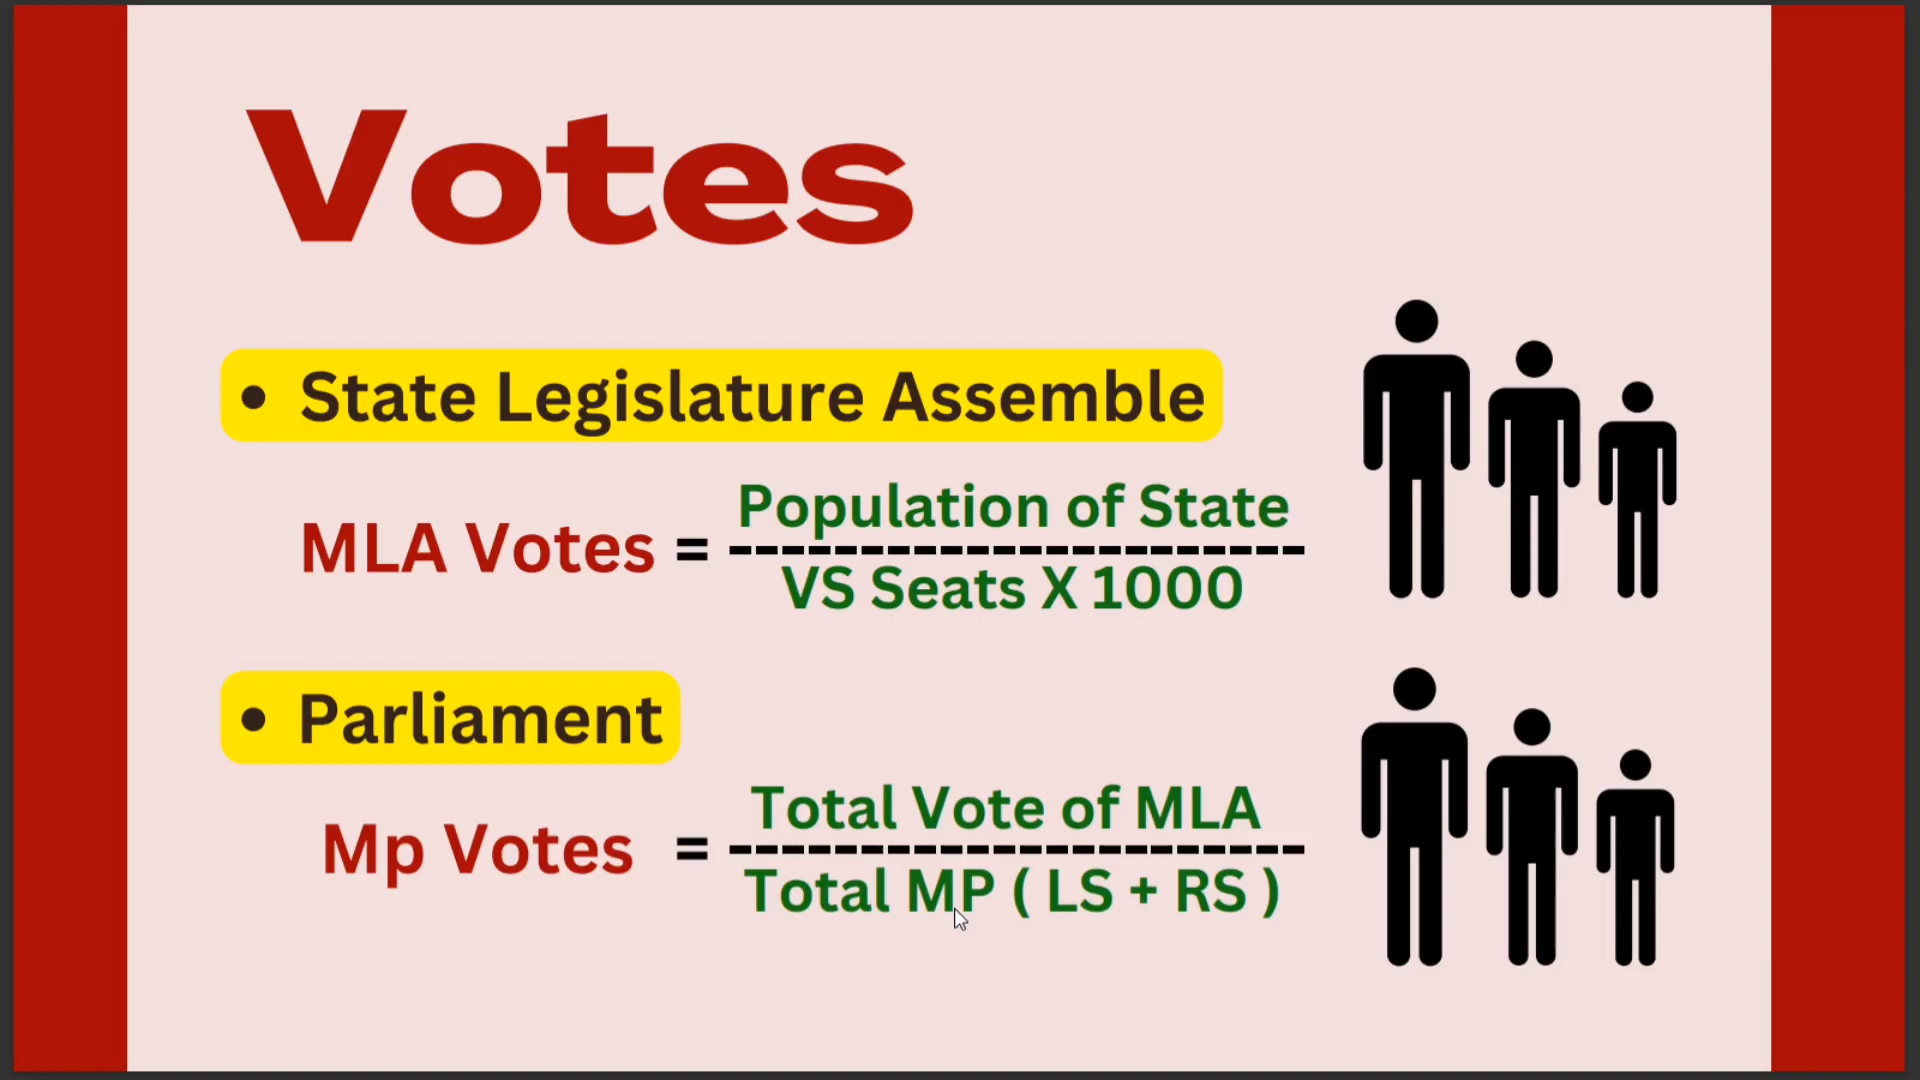 Votes
• State Legislature Assemble
MLA Votes = Population of State
VS Seats X 1000
• Parliament
Mp Votes = Total Vote of MLA
Total MP ( LS + RS )